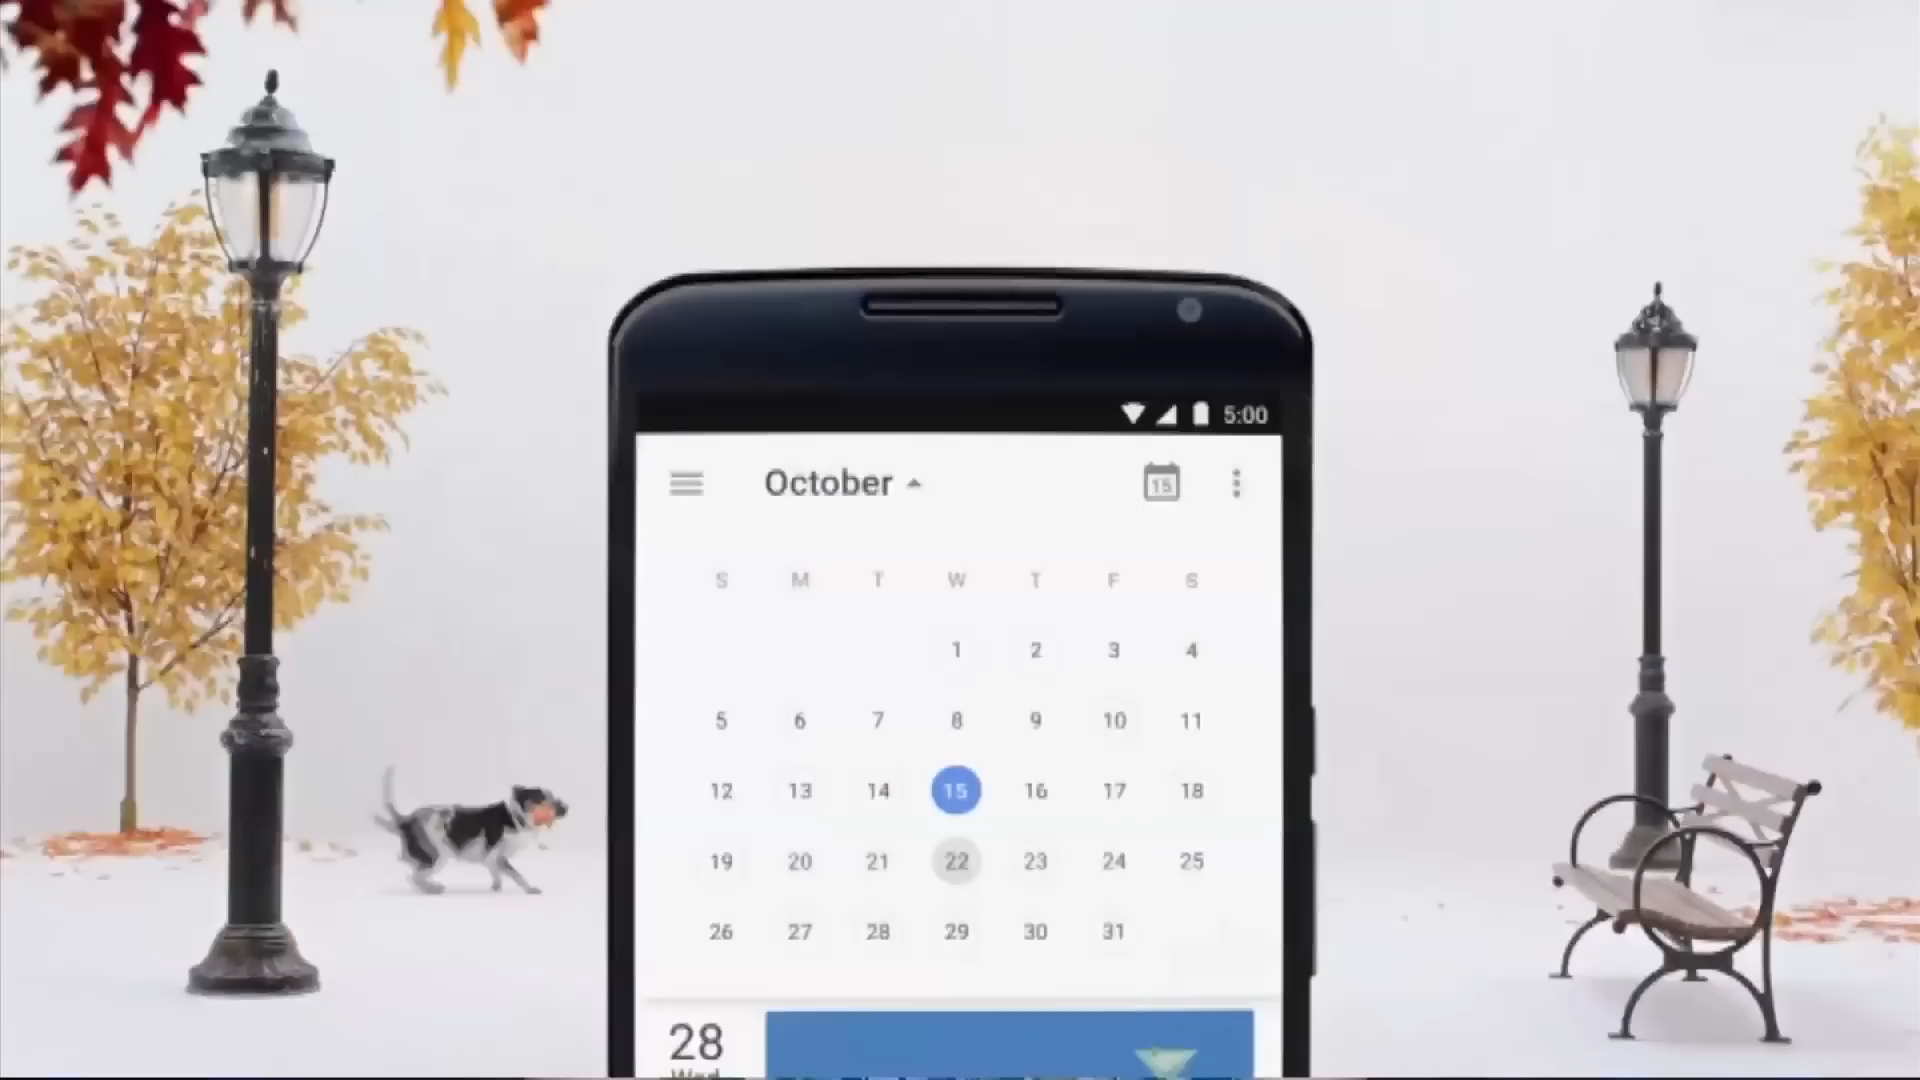 5:00
October 15
S M T W T F S
1 2 3 4
5 6 7 8 9 10 11
12 13 14 15 16 17 18
19 20 21 22 23 24 25
26 27 28 29 30 31
28
Wed